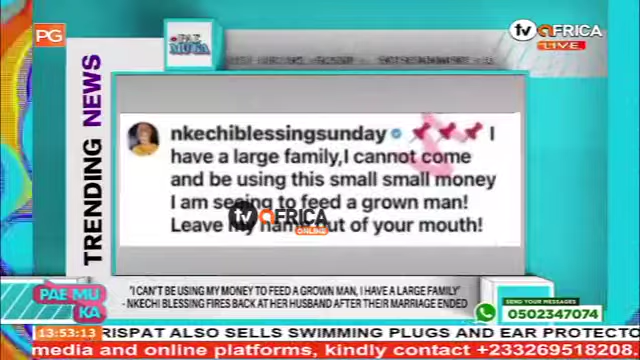 PG
PAE
MU KA
tv AFRICA
LIVE
TRENDING NEWS
nkechiblessingsunday 📌📌📌 I
have a large family,I cannot come
and be using this small small money
I am seeing to feed a grown man!
Leave my name out of your mouth!
tv AFRICA
ONLINE
"I CAN'T BE USING MY MONEY TO FEED A GROWN MAN, I HAVE A LARGE FAMILY"
- NKECHI BLESSING FIRES BACK AT HER HUSBAND AFTER THEIR MARRIAGE ENDED
PAE MU
KA
SEND YOUR MESSAGES
0502347074
13:53:13
RISPAT ALSO SELLS SWIMMING PLUGS AND EAR PROTECTO
media and online platforms, kindly contact +233269518208